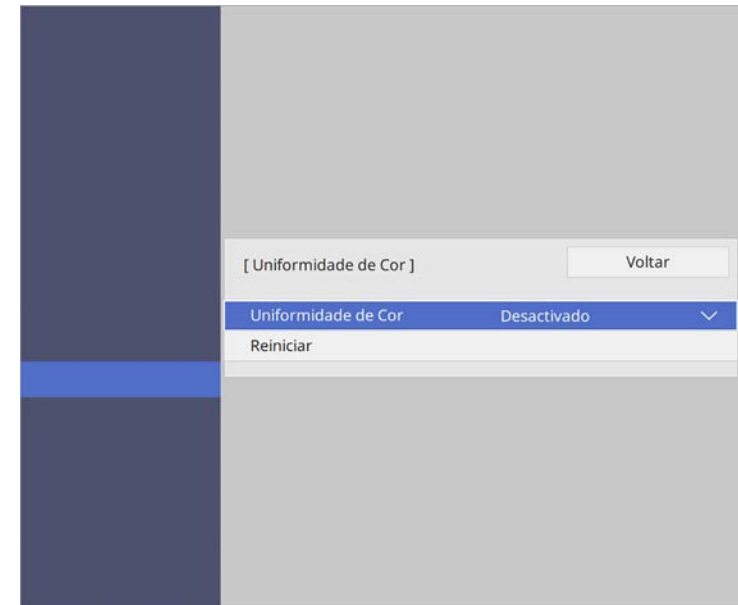 [ Uniformidade de Cor ] Voltar
Uniformidade de Cor Desactivado
Reiniciar